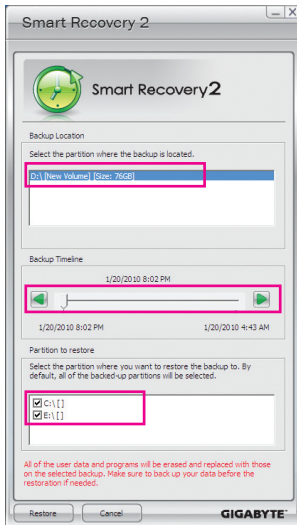 Smart Recovery 2
Smart Recovery2
Backup Location
Select the partition where the backup is located.
D:\ [New Volume] [Size: 76GB]
Backup Timeline
1/20/2010 8:02 PM
1/20/2010 8:02 PM 1/20/2010 4:43 AM
Partition to restore
Select the partition where you want to restore the backup to. By
default, all of the backed-up partitions will be selected.
C:\ []
E:\ []
All of the user data and programs will be erased and replaced with those
on the selected backup. Make sure to back up your data before the
restoration if needed.
Restore Cancel GIGABYTE™